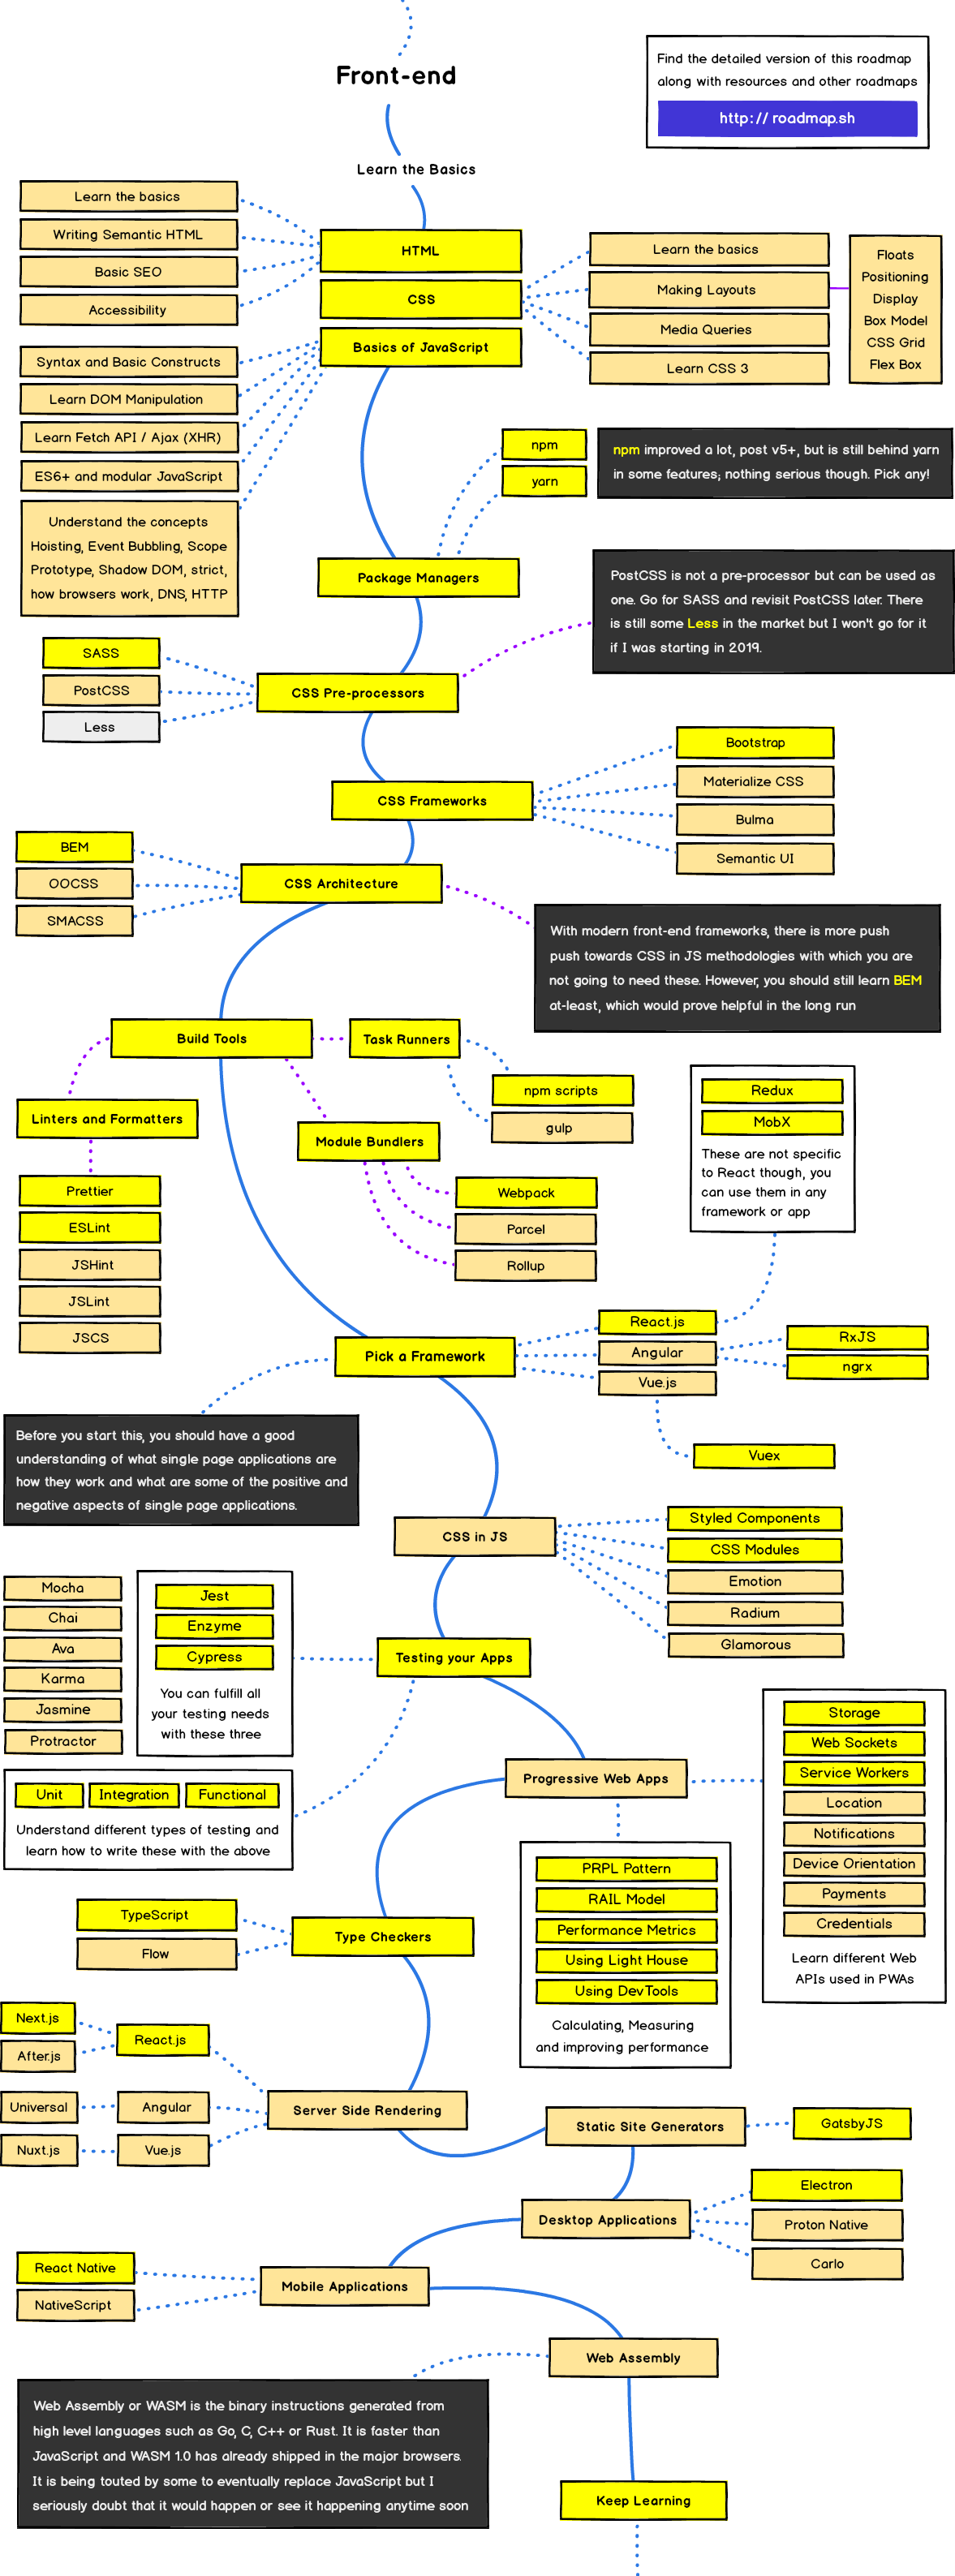 Front-end
Find the detailed version of this roadmap
along with resources and other roadmaps
http: // roadmap.sh
Learn the Basics
Learn the basics
Writing Semantic HTML
Basic SEO
Accessibility
HTML
CSS
Basics of JavaScript
Learn the basics
Making Layouts
Media Queries
Learn CSS 3
Floats
Positioning
Display
Box Model
CSS Grid
Flex Box
Syntax and Basic Constructs
Learn DOM Manipulation
Learn Fetch API / Ajax (XHR)
ES6+ and modular JavaScript
Understand the concepts
Hoisting, Event Bubbling, Scope
Prototype, Shadow DOM, strict,
how browsers work, DNS, HTTP
npm
yarn
npm improved a lot, post v5+, but is still behind yarn
in some features; nothing serious though. Pick any!
Package Managers
PostCSS is not a pre-processor but can be used as
one. Go for SASS and revisit PostCSS later. There
is still some Less in the market but I won't go for it
if I was starting in 2019.
SASS
PostCSS
Less
CSS Pre-processors
Bootstrap
Materialize CSS
Bulma
Semantic UI
CSS Frameworks
BEM
OOCSS
SMACSS
CSS Architecture
With modern front-end frameworks, there is more push
push towards CSS in JS methodologies with which you are
not going to need these. However, you should still learn BEM
at-least, which would prove helpful in the long run
Build Tools
Task Runners
npm scripts
gulp
Linters and Formatters
Module Bundlers
Prettier
ESLint
JSHint
JSLint
JSCS
Webpack
Parcel
Rollup
Redux
MobX
These are not specific
to React though, you
can use them in any
framework or app
Pick a Framework
React.js
Angular
Vue.js
RxJS
ngrx
Vuex
Before you start this, you should have a good
understanding of what single page applications are
how they work and what are some of the positive and
negative aspects of single page applications.
CSS in JS
Styled Components
CSS Modules
Emotion
Radium
Glamorous
Mocha
Chai
Ava
Karma
Jasmine
Protractor
Jest
Enzyme
Cypress
You can fulfill all
your testing needs
with these three
Testing your Apps
Unit
Integration
Functional
Understand different types of testing and
learn how to write these with the above
Progressive Web Apps
Storage
Web Sockets
Service Workers
Location
Notifications
Device Orientation
Payments
Credentials
Learn different Web
APIs used in PWAs
PRPL Pattern
RAIL Model
Performance Metrics
Using Light House
Using DevTools
Calculating, Measuring
and improving performance
TypeScript
Flow
Type Checkers
Next.js
After.js
React.js
Universal
Angular
Nuxt.js
Vue.js
Server Side Rendering
Static Site Generators
GatsbyJS
Desktop Applications
Electron
Proton Native
Carlo
React Native
NativeScript
Mobile Applications
Web Assembly
Web Assembly or WASM is the binary instructions generated from
high level languages such as Go, C, C++ or Rust. It is faster than
JavaScript and WASM 1.0 has already shipped in the major browsers.
It is being touted by some to eventually replace JavaScript but I
seriously doubt that it would happen or see it happening anytime soon
Keep Learning